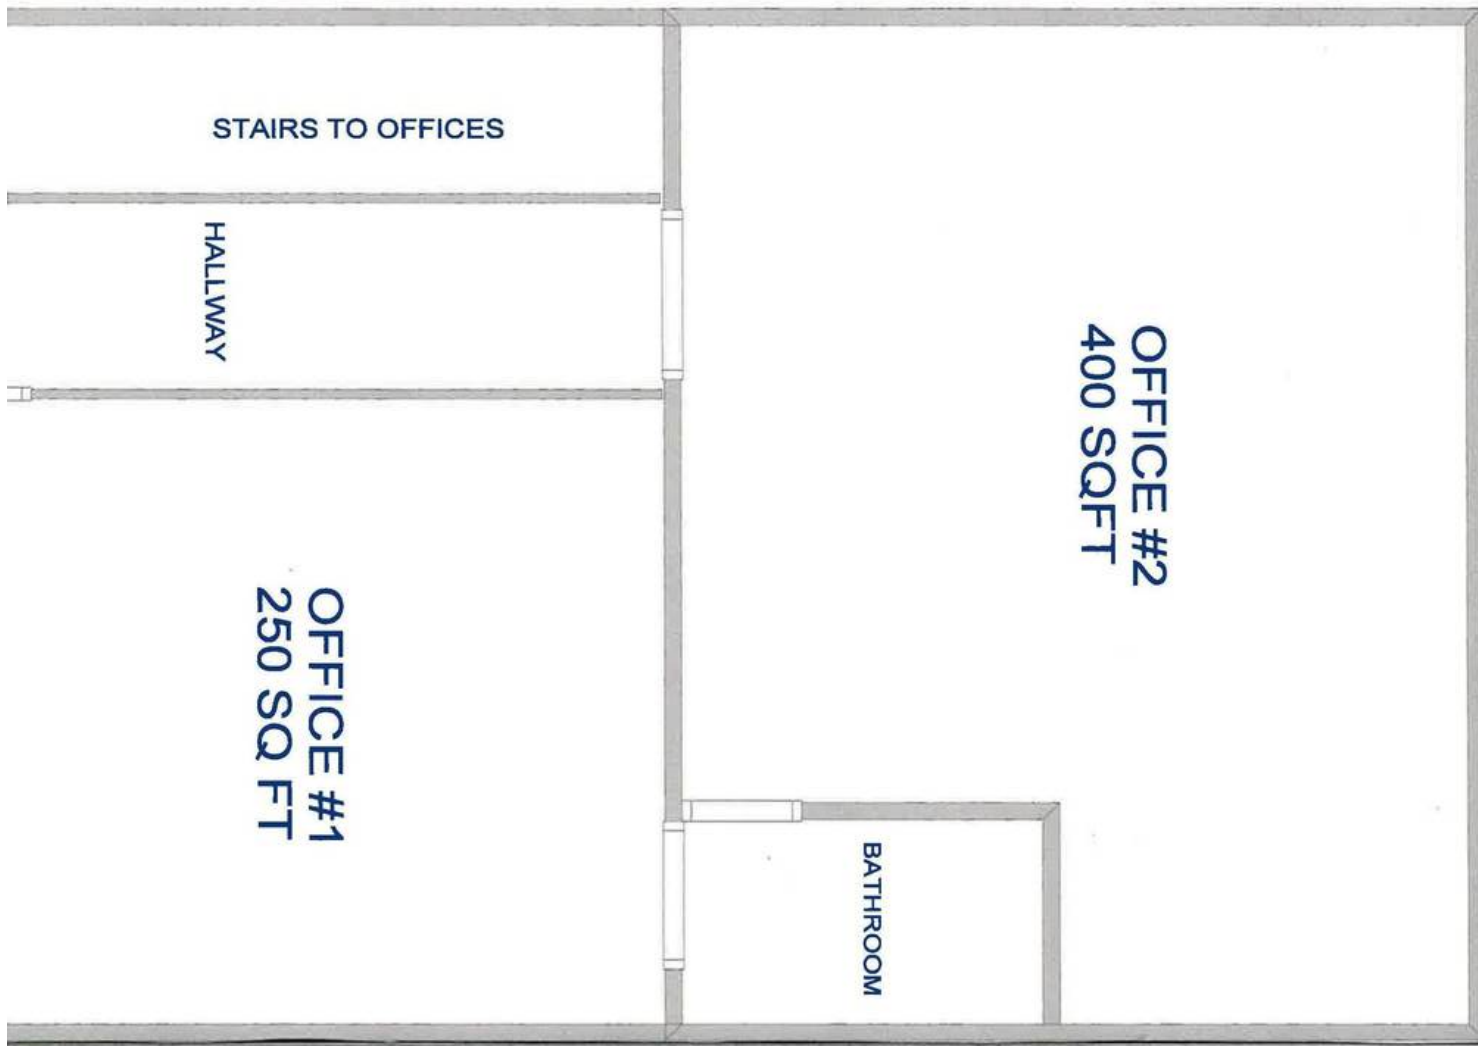 STAIRS TO OFFICES
HALLWAY
OFFICE #2
400 SQFT
OFFICE #1
250 SQ FT
BATHROOM